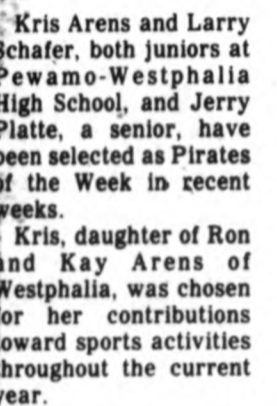 Kris Arens and Larry
Schafer, both juniors at
Pewamo-Westphalia
High School, and Jerry
Platte, a senior, have
been selected as Pirates
of the Week in recent
weeks.
Kris, daughter of Ron
and Kay Arens of
Westphalia, was chosen
for her contributions
toward sports activities
throughout the current
year.